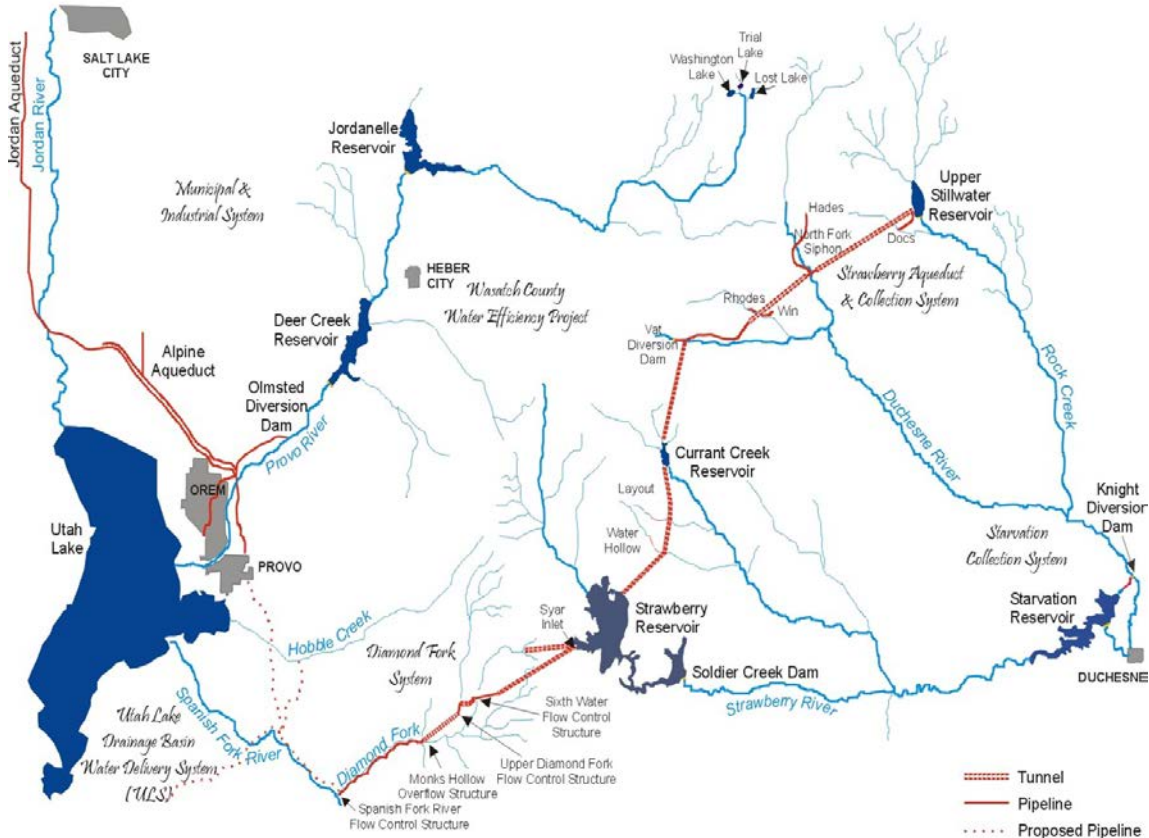 SALT LAKE
CITY
Jordan Aqueduct
Jordan River
Trial
Lake
Washington
Lake
Lost Lake
Jordanelle
Reservoir
Municipal &
Industrial System
Upper
Stillwater
Reservoir
Hades
North Fork
Siphon
Docs
Strawberry Aqueduct
& Collection System
HEBER
CITY
Wasatch County
Water Efficiency Project
Rhodes
Win
Deer Creek
Reservoir
Vat
Diversion
Dam
Alpine
Aqueduct
Olmsted
Diversion
Dam
Provo River
Rock Creek
Duchesne River
Currant Creek
Reservoir
OREM
Layout
Knight
Diversion
Dam
Utah
Lake
Water
Hollow
Starvation
Collection System
PROVO
Starvation
Reservoir
Syar
Inlet
Strawberry
Reservoir
Hobble Creek
Diamond Fork
System
Soldier Creek Dam
DUCHESNE
Strawberry River
Sixth Water
Flow Control
Structure
Spanish Fork River
Diamond Fork
Utah Lake
Drainage Basin
Water Delivery System
(ULS)
Upper Diamond Fork
Flow Control Structure
Monks Hollow
Overflow Structure
Spanish Fork River
Flow Control Structure
Tunnel
Pipeline
Proposed Pipeline